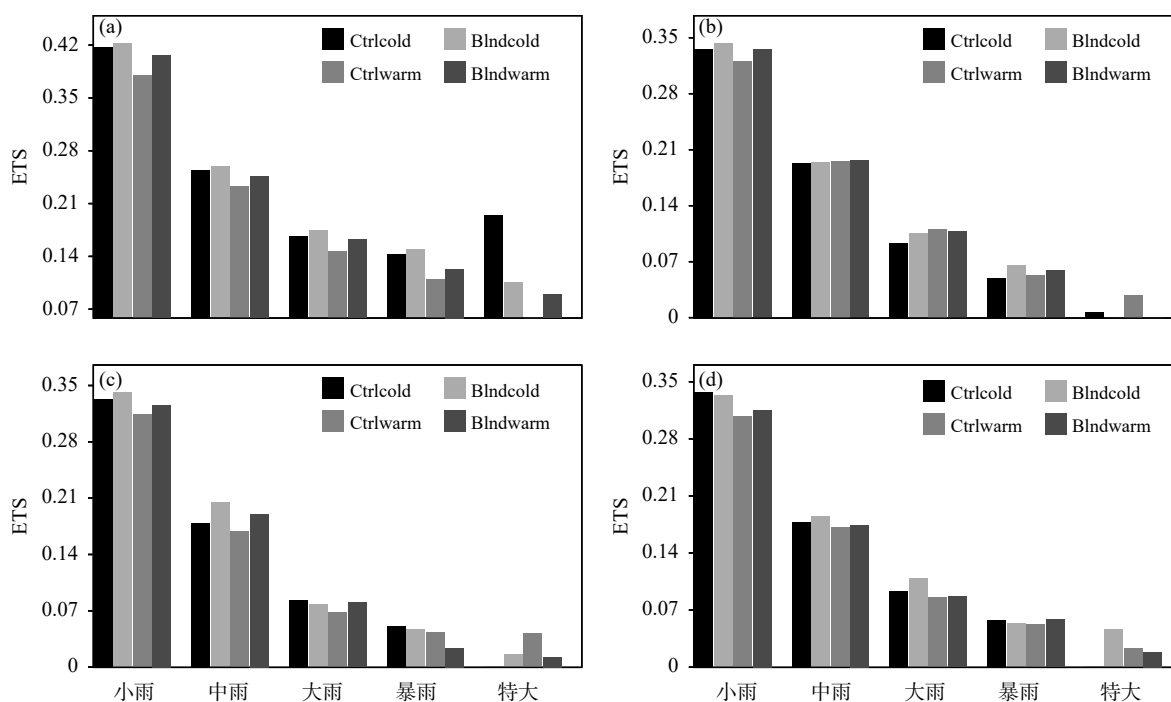 (a)
Ctrlcold Blndcold
Ctrlwarm Blndwarm
ETS
0.42
0.35
0.28
0.21
0.14
0.07
(b)
Ctrlcold Blndcold
Ctrlwarm Blndwarm
ETS
0.35
0.28
0.21
0.14
0.07
0
(c)
Ctrlcold Blndcold
Ctrlwarm Blndwarm
ETS
0.35
0.28
0.21
0.14
0.07
0
小雨 中雨 大雨 暴雨 特大
(d)
Ctrlcold Blndcold
Ctrlwarm Blndwarm
ETS
0.35
0.28
0.21
0.14
0.07
0
小雨 中雨 大雨 暴雨 特大